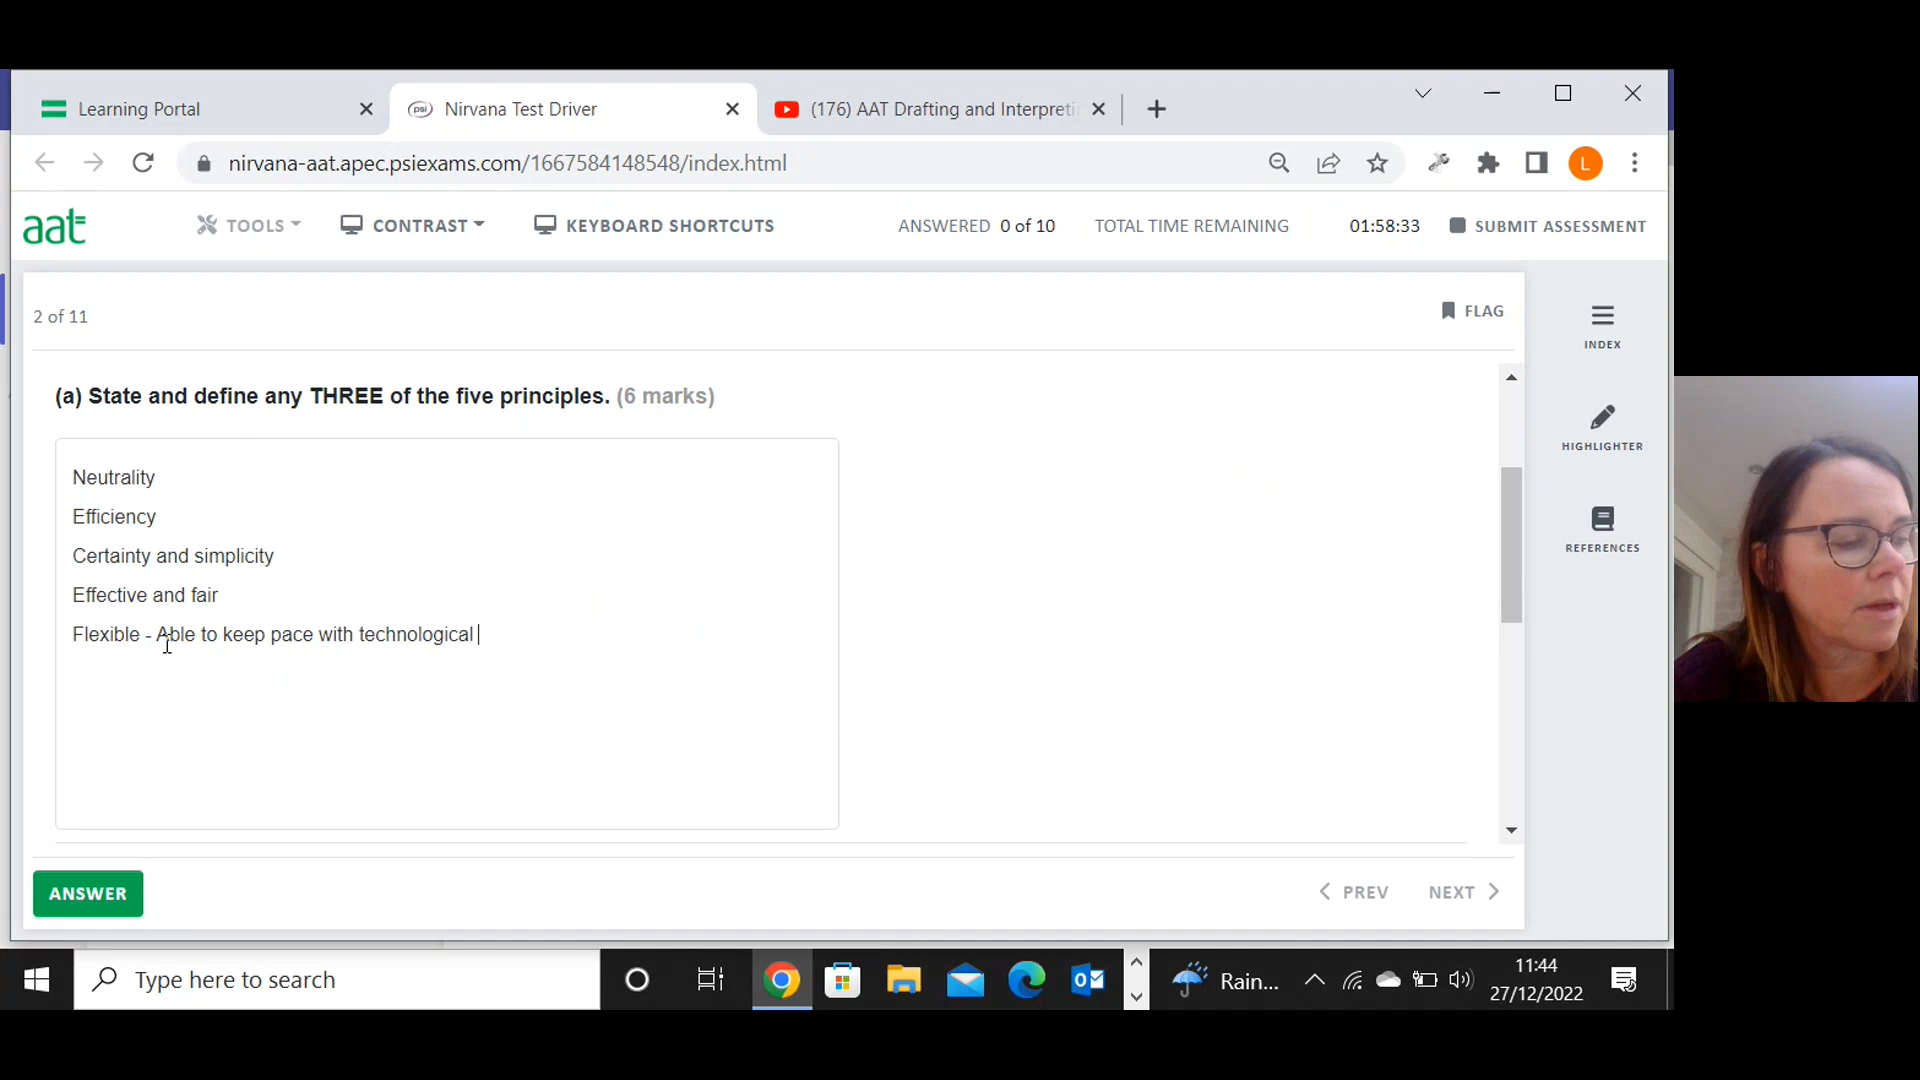 Learning Portal
Nirvana Test Driver
(176) AAT Drafting and Interpreti
nirvana-aat.apec.psiexams.com/1667584148548/index.html
L
aat
TOOLS
CONTRAST
KEYBOARD SHORTCUTS
ANSWERED 0 of 10
TOTAL TIME REMAINING
01:58:33
SUBMIT ASSESSMENT
2 of 11
FLAG
INDEX
HIGHLIGHTER
REFERENCES
(a) State and define any THREE of the five principles. (6 marks)
Neutrality
Efficiency
Certainty and simplicity
Effective and fair
Flexible - Able to keep pace with technological
ANSWER
PREV
NEXT
Type here to search
Rain...
11:44
27/12/2022